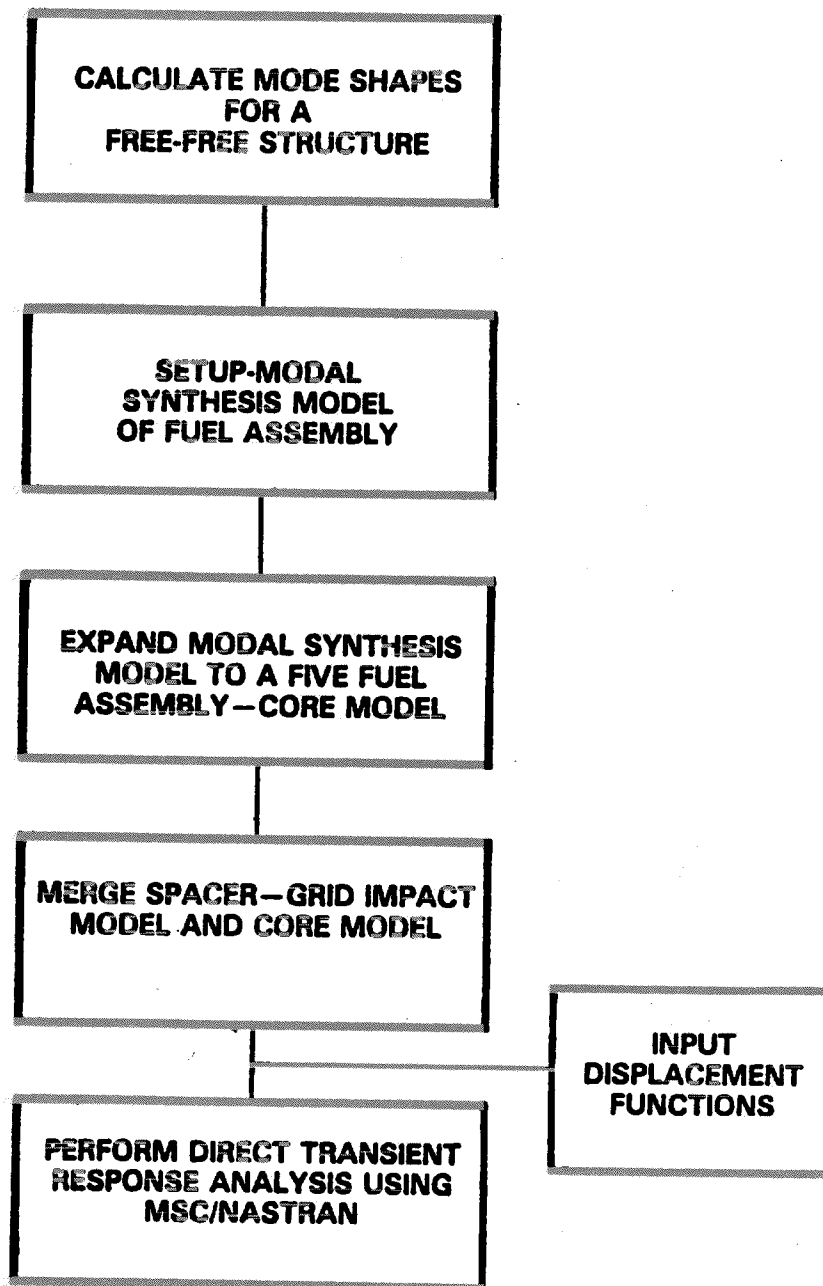 CALCULATE MODE SHAPES
FOR A
FREE-FREE STRUCTURE
SETUP-MODAL
SYNTHESIS MODEL
OF FUEL ASSEMBLY
EXPAND MODAL SYNTHESIS
MODEL TO A FIVE FUEL
ASSEMBLY—CORE MODEL
MERGE SPACER—GRID IMPACT
MODEL AND CORE MODEL
INPUT
DISPLACEMENT
FUNCTIONS
PERFORM DIRECT TRANSIENT
RESPONSE ANALYSIS USING
MSC/NASTRAN